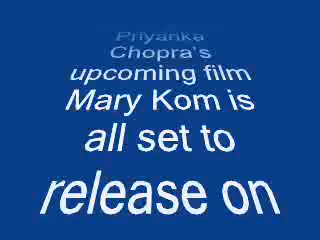 Priyanka
Chopra's
upcoming film
Mary Kom is
all set to
release on